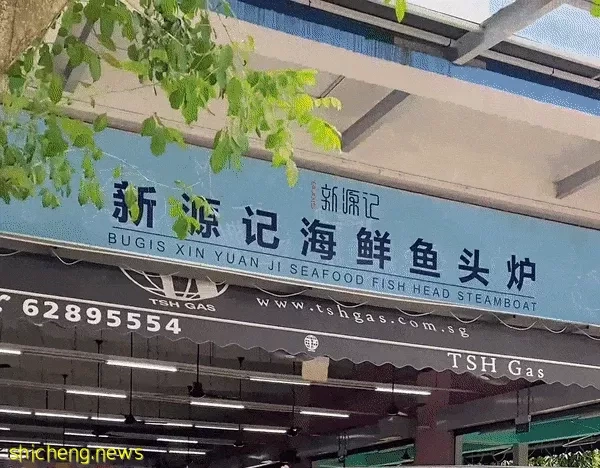 新源记
新源记海鲜鱼头炉
BUGIS XIN YUAN JI SEAFOOD FISH HEAD STEAMBOAT
TSH GAS
www.tshgas.com.sg
62895554
TSH Gas
shicheng.news